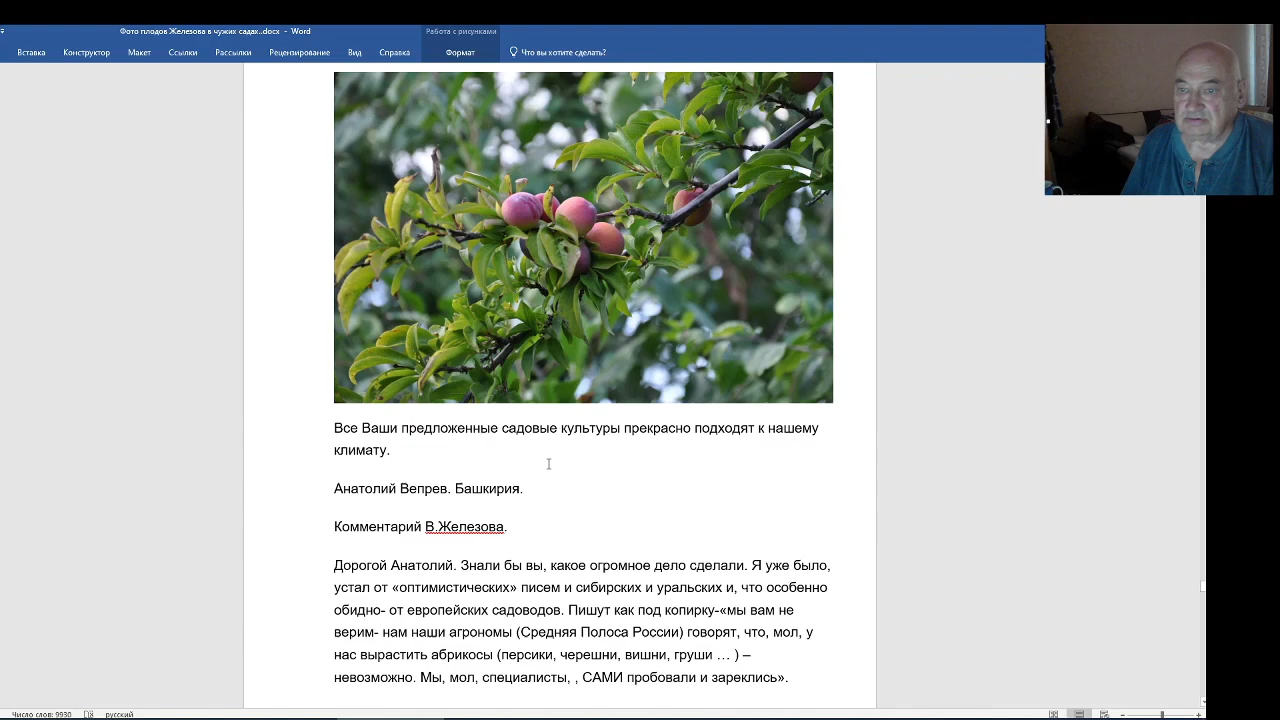 Фото плодов Железова в чужих садах..docx - Word
Работа с рисунками
Вставка Конструктор Макет Ссылки Рассылки Рецензирование Вид Справка Формат Что вы хотите сделать?
Все Ваши предложенные садовые культуры прекрасно подходят к нашему
климату.
Анатолий Вепрев. Башкирия.
Комментарий В.Железова.
Дорогой Анатолий. Знали бы вы, какое огромное дело сделали. Я уже было,
устал от «оптимистических» писем и сибирских и уральских и, что особенно
обидно- от европейских садоводов. Пишут как под копирку-«мы вам не
верим- нам наши агрономы (Средняя Полоса России) говорят, что, мол, у
нас вырастить абрикосы (персики, черешни, вишни, груши … ) –
невозможно. Мы, мол, специалисты, , САМИ пробовали и зареклись».
Число слов: 9930 русский